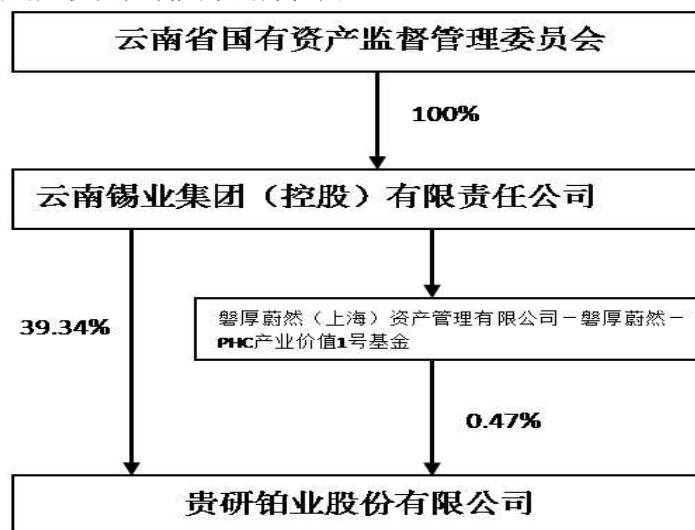 云南省国有资产监督管理委员会
100%
云南锡业集团（控股）有限责任公司
39.34%
磐厚蔚然（上海）资产管理有限公司－磐厚蔚然－
PHC产业价值1号基金
0.47%
贵研铂业股份有限公司